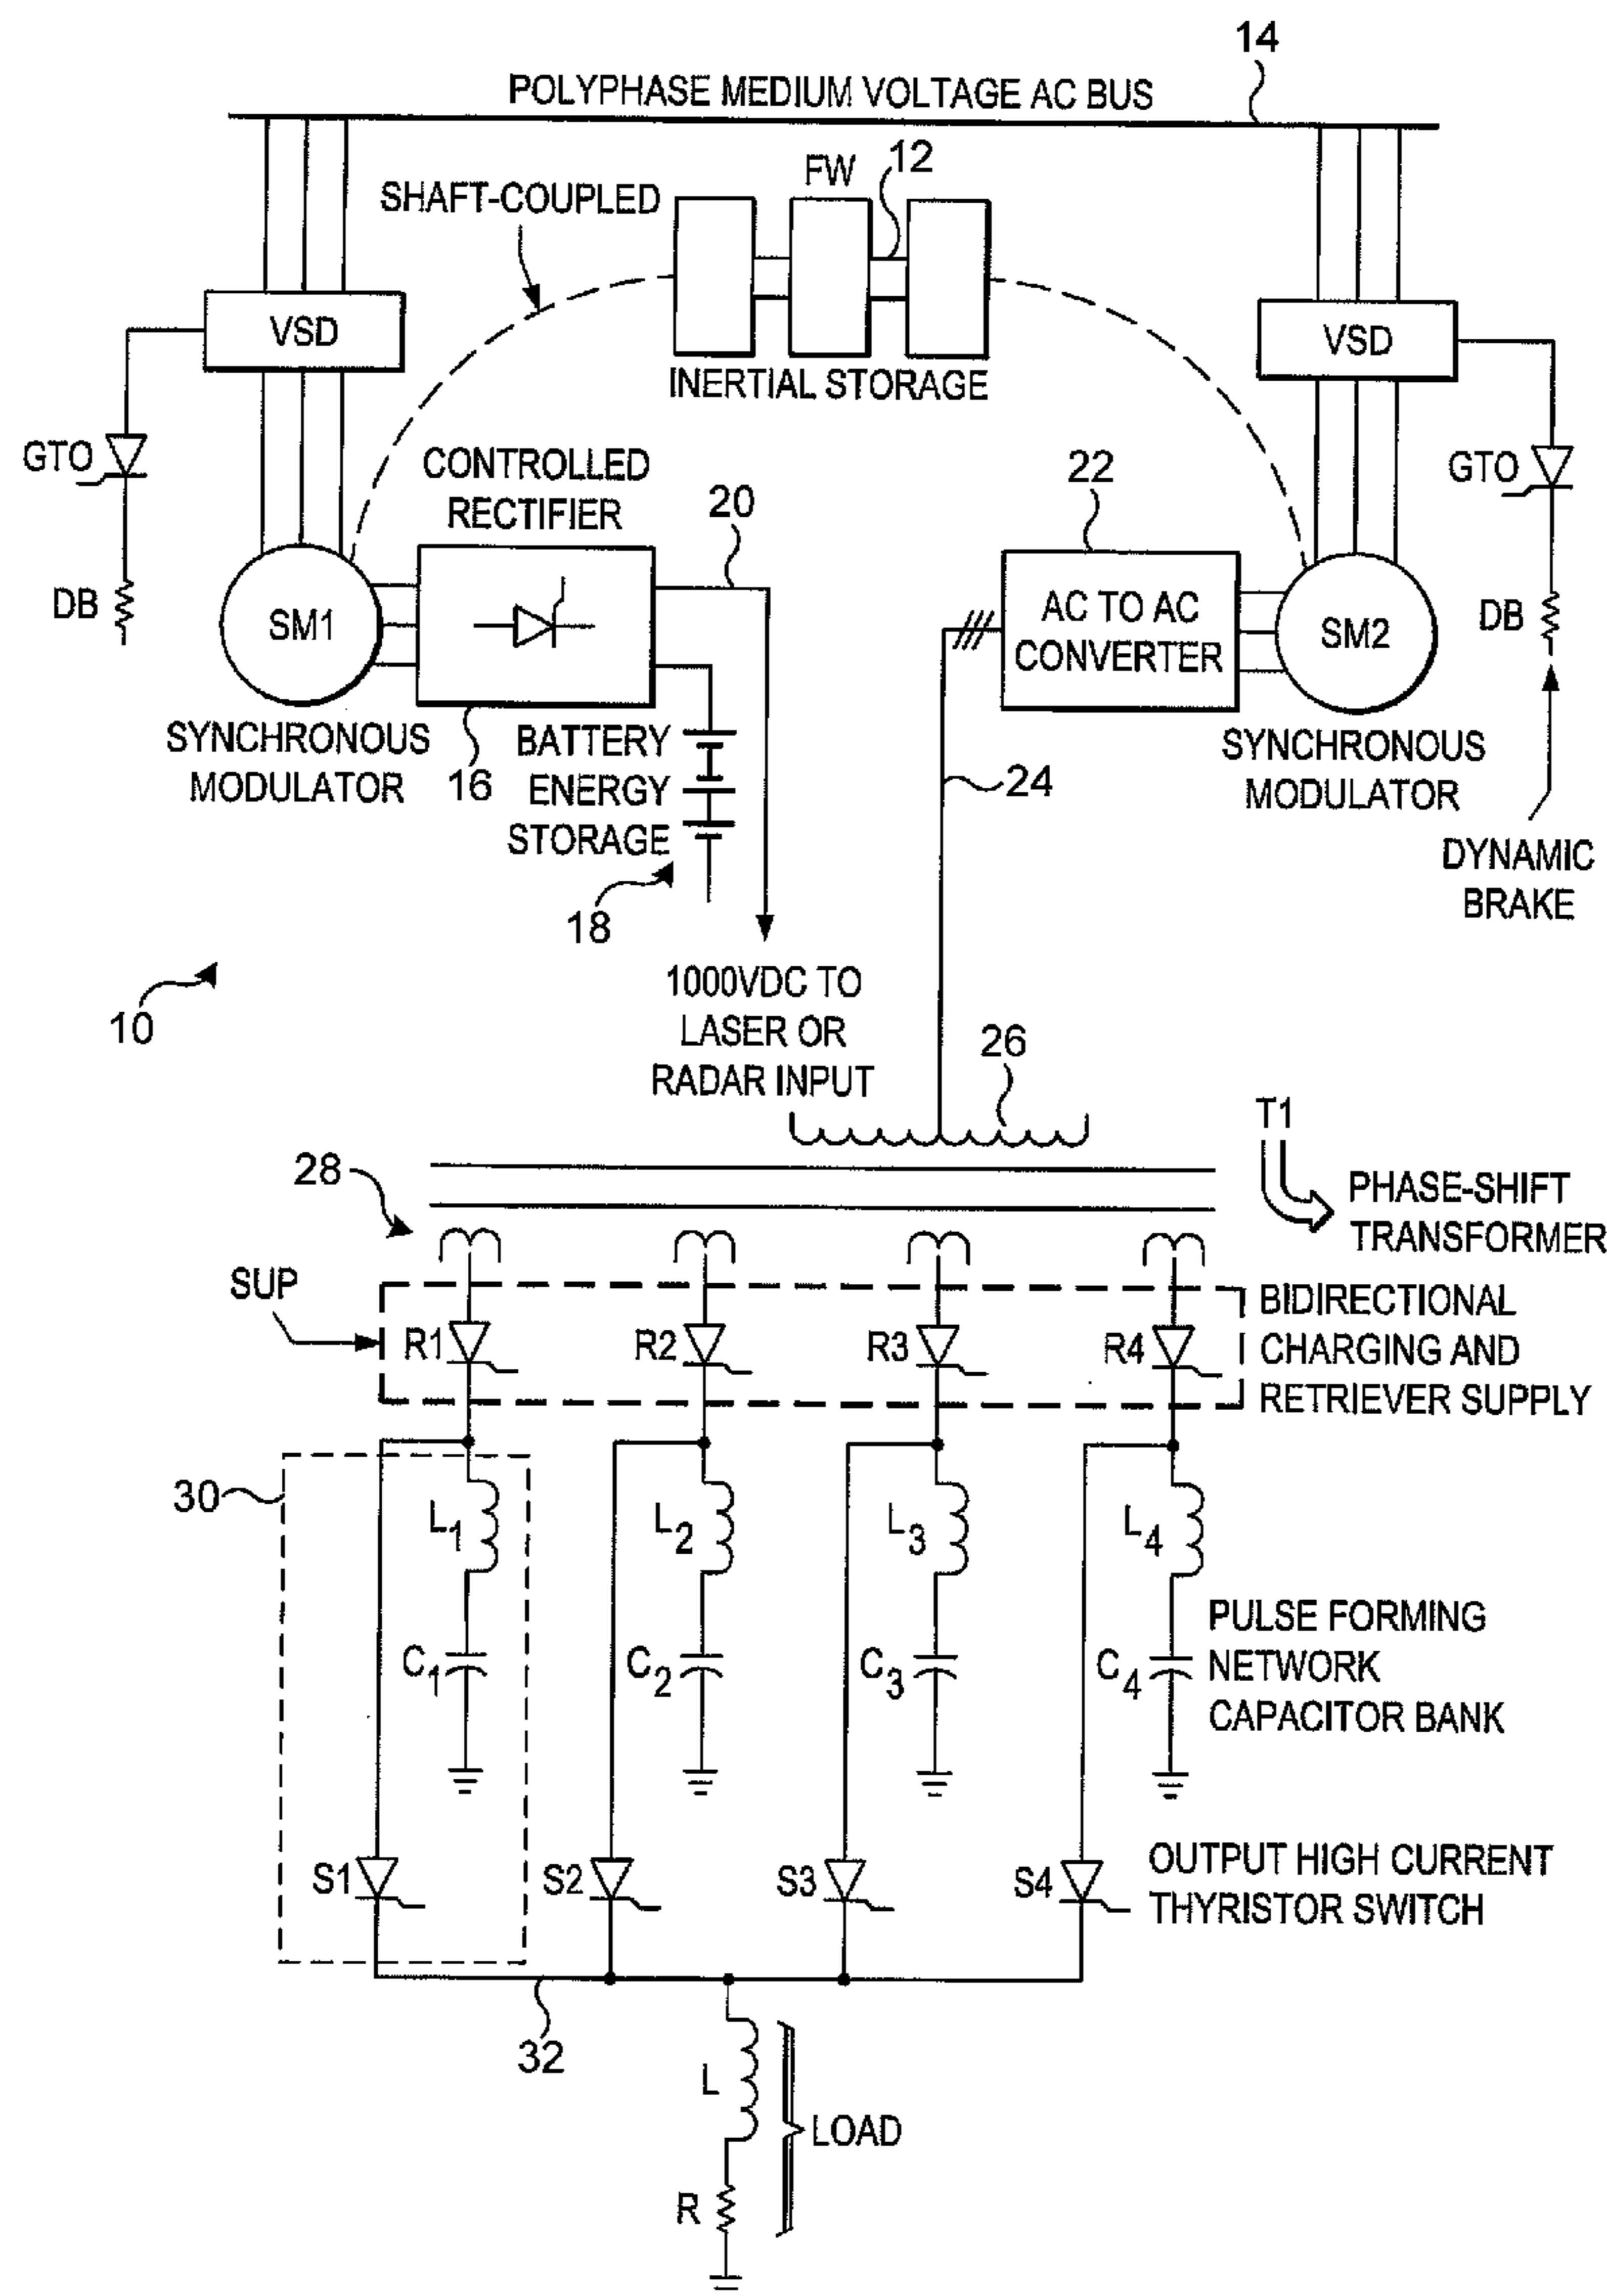 14
POLYPHASE MEDIUM VOLTAGE AC BUS
FW
12
SHAFT-COUPLED
VSD
VSD
INERTIAL STORAGE
GTO
GTO
CONTROLLED
RECTIFIER
20
22
DB
SM1
AC TO AC
CONVERTER
SM2
DB
SYNCHRONOUS
MODULATOR
16
BATTERY
ENERGY
STORAGE
18
24
SYNCHRONOUS
MODULATOR
DYNAMIC
BRAKE
10
1000VDC TO
LASER OR
RADAR INPUT
26
T1
PHASE-SHIFT
TRANSFORMER
28
SUP
R1
R2
R3
R4
BIDIRECTIONAL
CHARGING AND
RETRIEVER SUPPLY
30
L1
L2
L3
L4
C1
C2
C3
C4
PULSE FORMING
NETWORK
CAPACITOR BANK
S1
S2
S3
S4
OUTPUT HIGH CURRENT
THYRISTOR SWITCH
32
L
LOAD
R